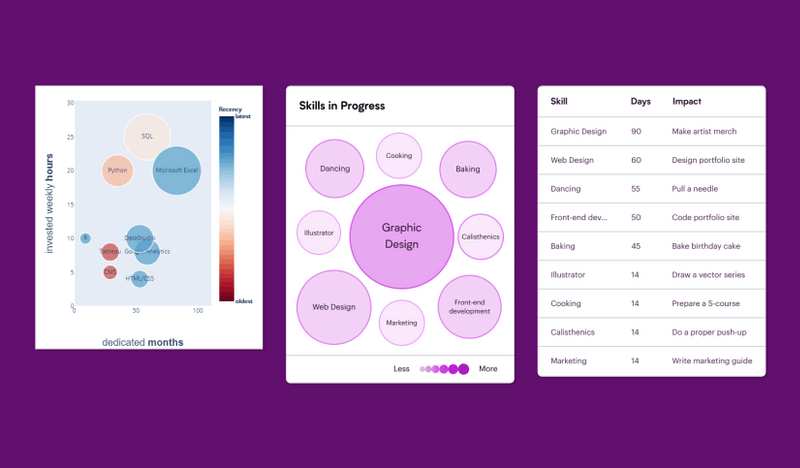 30
25
20
15
10
5
0
0
50
100
invested weekly hours
dedicated months
SQL
Python
Microsoft Excel
R
DataStudio
Tableau
Google Analytics
CMS
HTML/CSS
Recency
latest
oldest
Skills in Progress
Cooking
Dancing
Baking
Illustrator
Graphic
Design
Calisthenics
Web Design
Front-end
development
Marketing
Less
More
Skill Days Impact
Graphic Design 90 Make artist merch
Web Design 60 Design portfolio site
Dancing 55 Pull a needle
Front-end dev... 50 Code portfolio site
Baking 45 Bake birthday cake
Illustrator 14 Draw a vector series
Cooking 14 Prepare a 5-course
Calisthenics 14 Do a proper push-up
Marketing 14 Write marketing guide